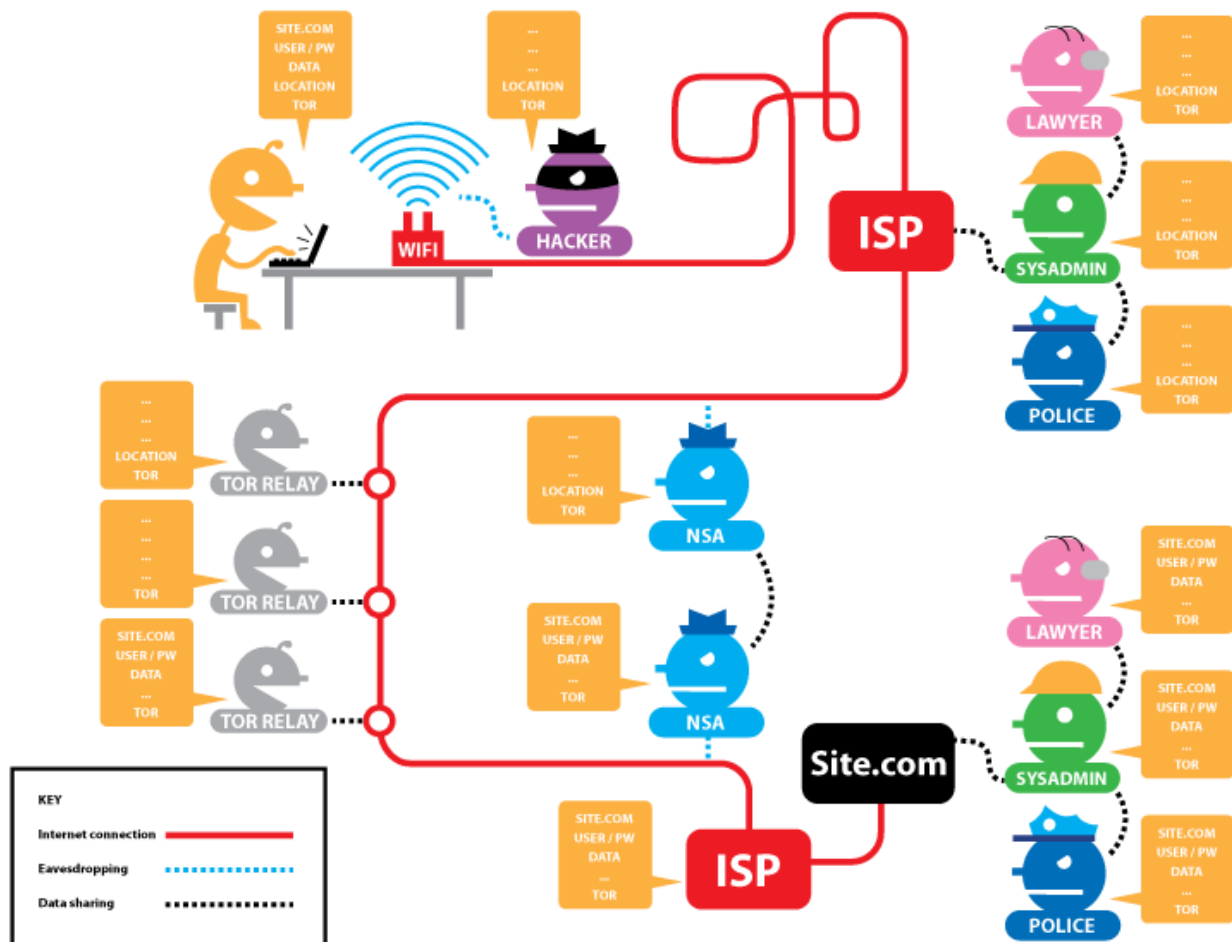 SITE.COM
USER / PW
DATA
LOCATION
TOR
...
...
...
LOCATION
TOR
WIFI
HACKER
ISP
...
...
...
LOCATION
TOR
LAWYER
...
...
...
LOCATION
TOR
SYSADMIN
...
...
...
LOCATION
TOR
POLICE
...
...
...
LOCATION
TOR
TOR RELAY
...
...
...
...
TOR
TOR RELAY
SITE.COM
USER / PW
DATA
...
TOR
TOR RELAY
...
...
...
LOCATION
TOR
NSA
SITE.COM
USER / PW
DATA
...
TOR
NSA
SITE.COM
USER / PW
DATA
...
TOR
LAWYER
SITE.COM
USER / PW
DATA
...
TOR
SYSADMIN
SITE.COM
USER / PW
DATA
...
TOR
POLICE
Site.com
SITE.COM
USER / PW
DATA
...
TOR
ISP
KEY
Internet connection
Eavesdropping
Data sharing